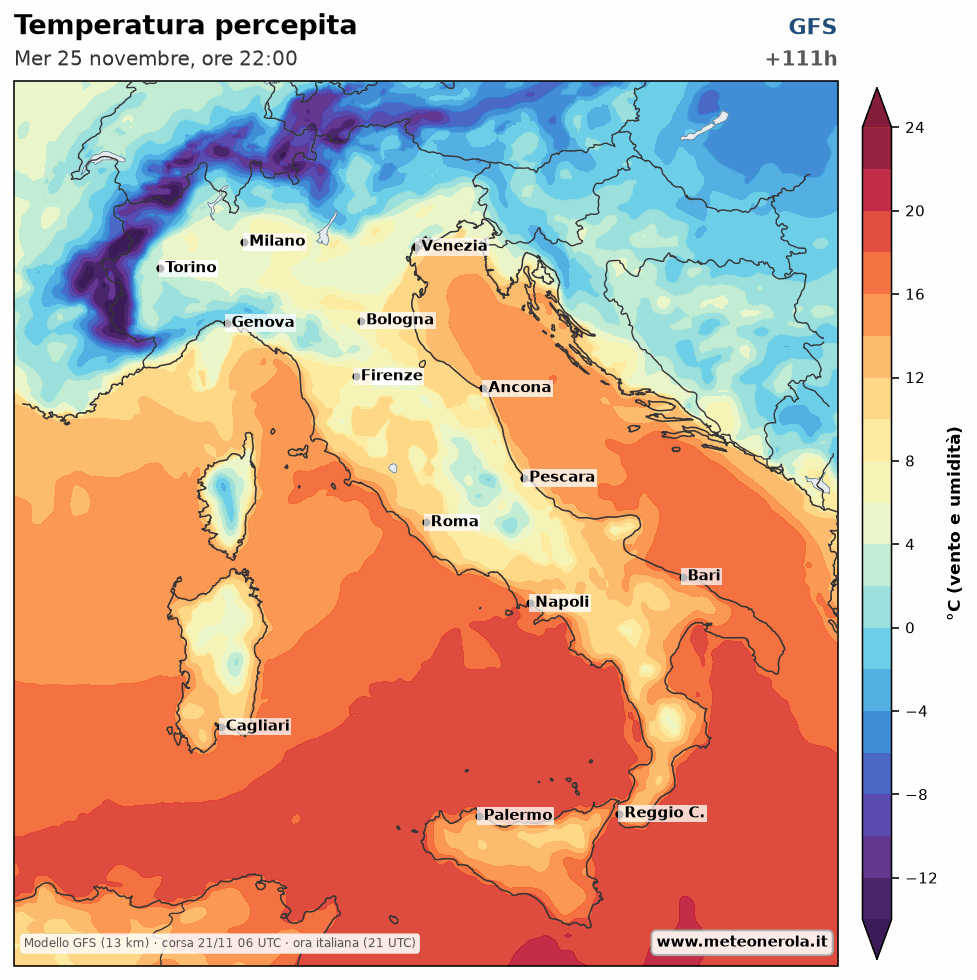 Temperatura percepita
GFS
Mer 25 novembre, ore 22:00
+111h
Milano
Venezia
Torino
Genova
Bologna
Firenze
Ancona
Pescara
Roma
Bari
Napoli
Cagliari
Palermo
Reggio C.
24
20
16
12
8
4
0
−4
−8
−12
°C (vento e umidità)
Modello GFS (13 km) · corsa 21/11 06 UTC · ora italiana (21 UTC)
www.meteonerola.it